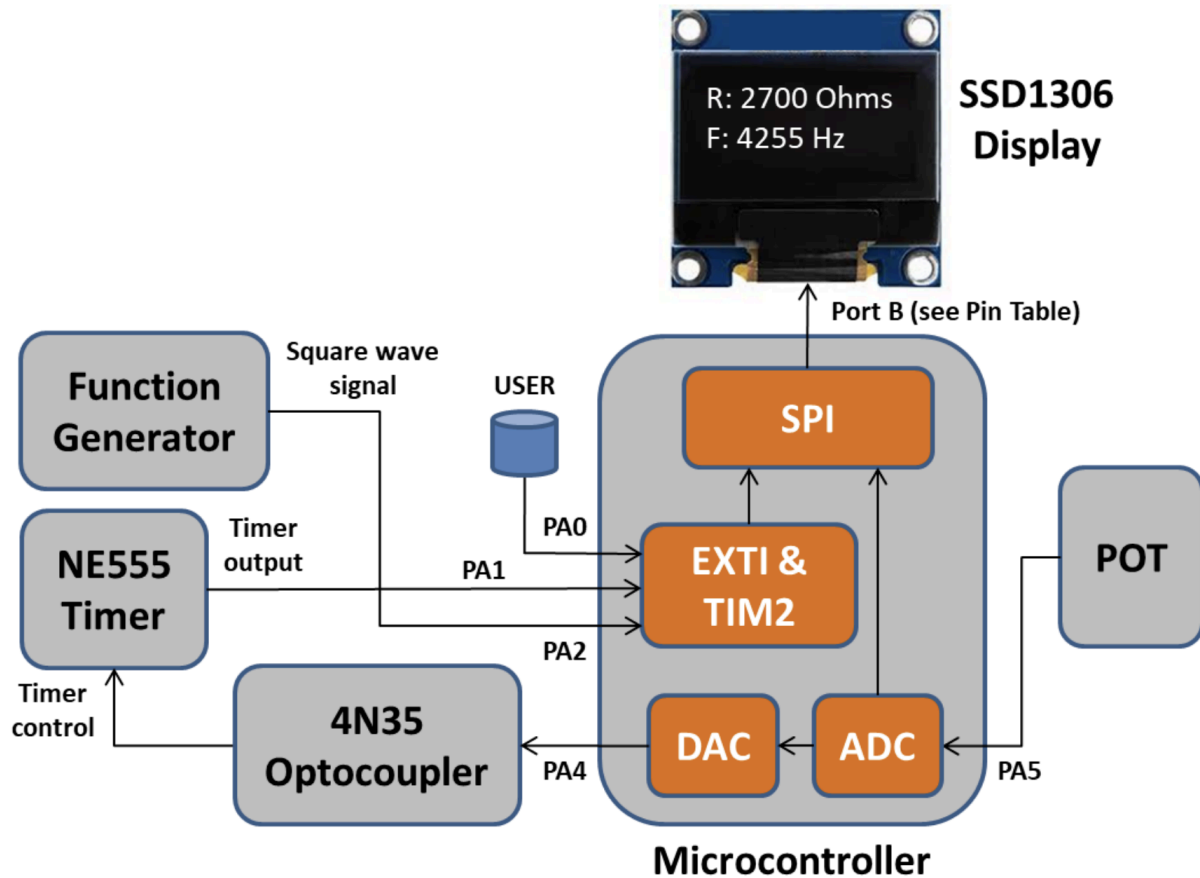 R: 2700 Ohms
F: 4255 Hz
SSD1306
Display
Port B (see Pin Table)
Function
Generator
Square wave
signal
USER
SPI
NE555
Timer
Timer
output
PA0
PA1
PA2
EXTI &
TIM2
POT
Timer
control
4N35
Optocoupler
PA4
DAC
ADC
PA5
Microcontroller